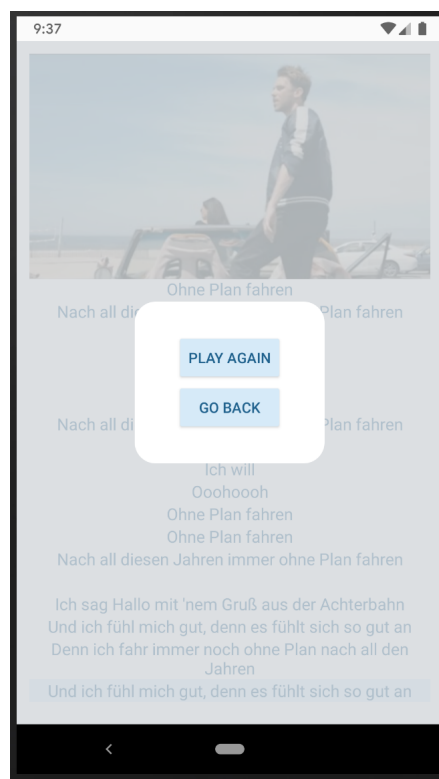 9:37
Ohne Plan fahren
Nach all die
Plan fahren
PLAY AGAIN
GO BACK
Nach all di
Plan fahren
Ich will
Ooohoooh
Ohne Plan fahren
Ohne Plan fahren
Nach all diesen Jahren immer ohne Plan fahren
Ich sag Hallo mit 'nem Gruß aus der Achterbahn
Und ich fühl mich gut, denn es fühlt sich so gut an
Denn ich fahr immer noch ohne Plan nach all den
Jahren
Und ich fühl mich gut, denn es fühlt sich so gut an